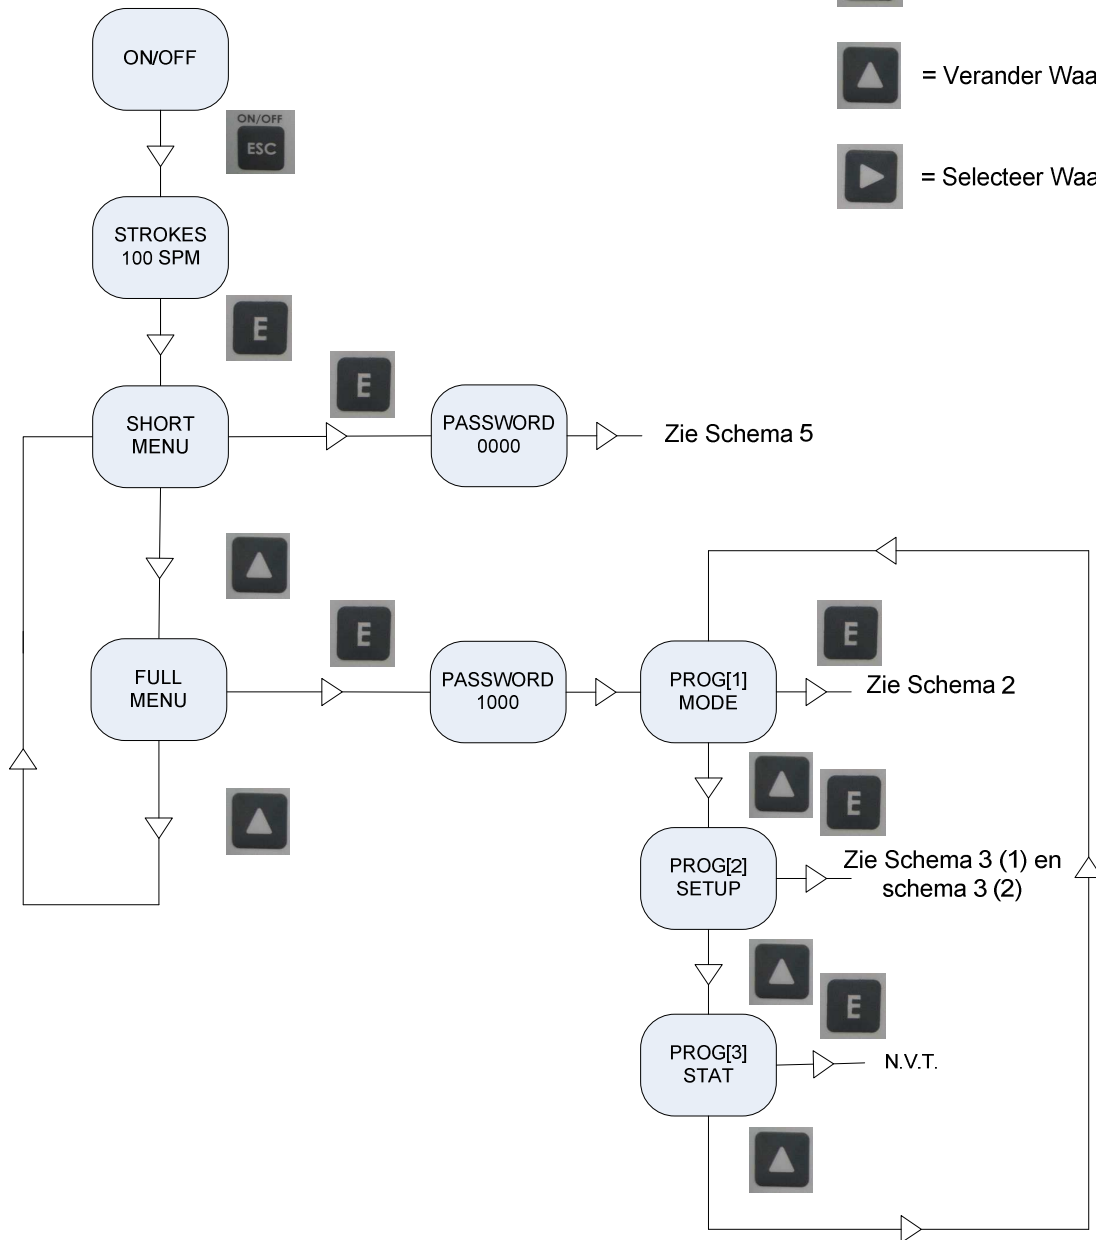 ON/OFF
= Verander
ON/OFF
ESC
= Selecteer
STROKES
100 SPM
E
E
SHORT
MENU
PASSWORD
0000
Zie Schema 5
E
E
FULL
MENU
PASSWORD
1000
PROG[1]
MODE
Zie Schema 2
E
PROG[2]
SETUP
Zie Schema 3 (1) en
schema 3 (2)
E
PROG[3]
STAT
N.V.T.